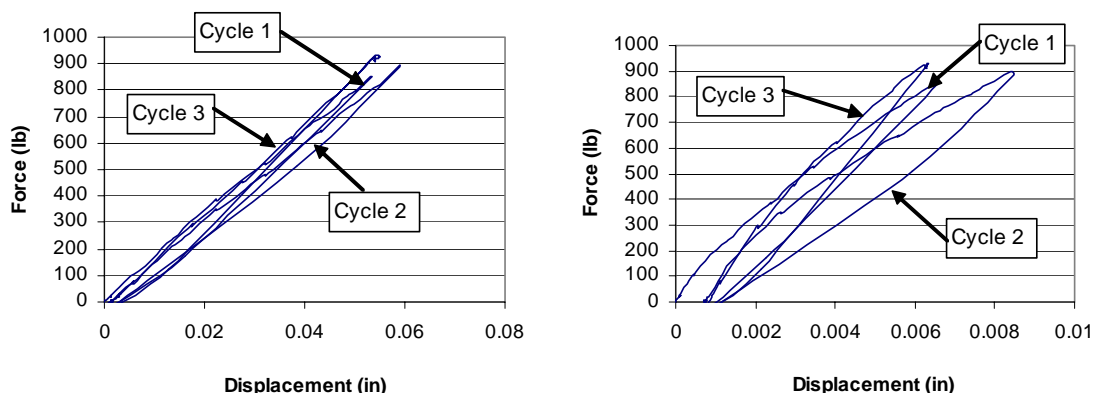 Cycle 1
1000
900
800
700
600
500
400
300
200
100
0
Force (lb)
Cycle 3
Cycle 2
0 0.02 0.04 0.06 0.08
Displacement (in)
1000
900
800
700
600
500
400
300
200
100
0
Force (lb)
Cycle 1
Cycle 3
Cycle 2
0 0.002 0.004 0.006 0.008 0.01
Displacement (in)